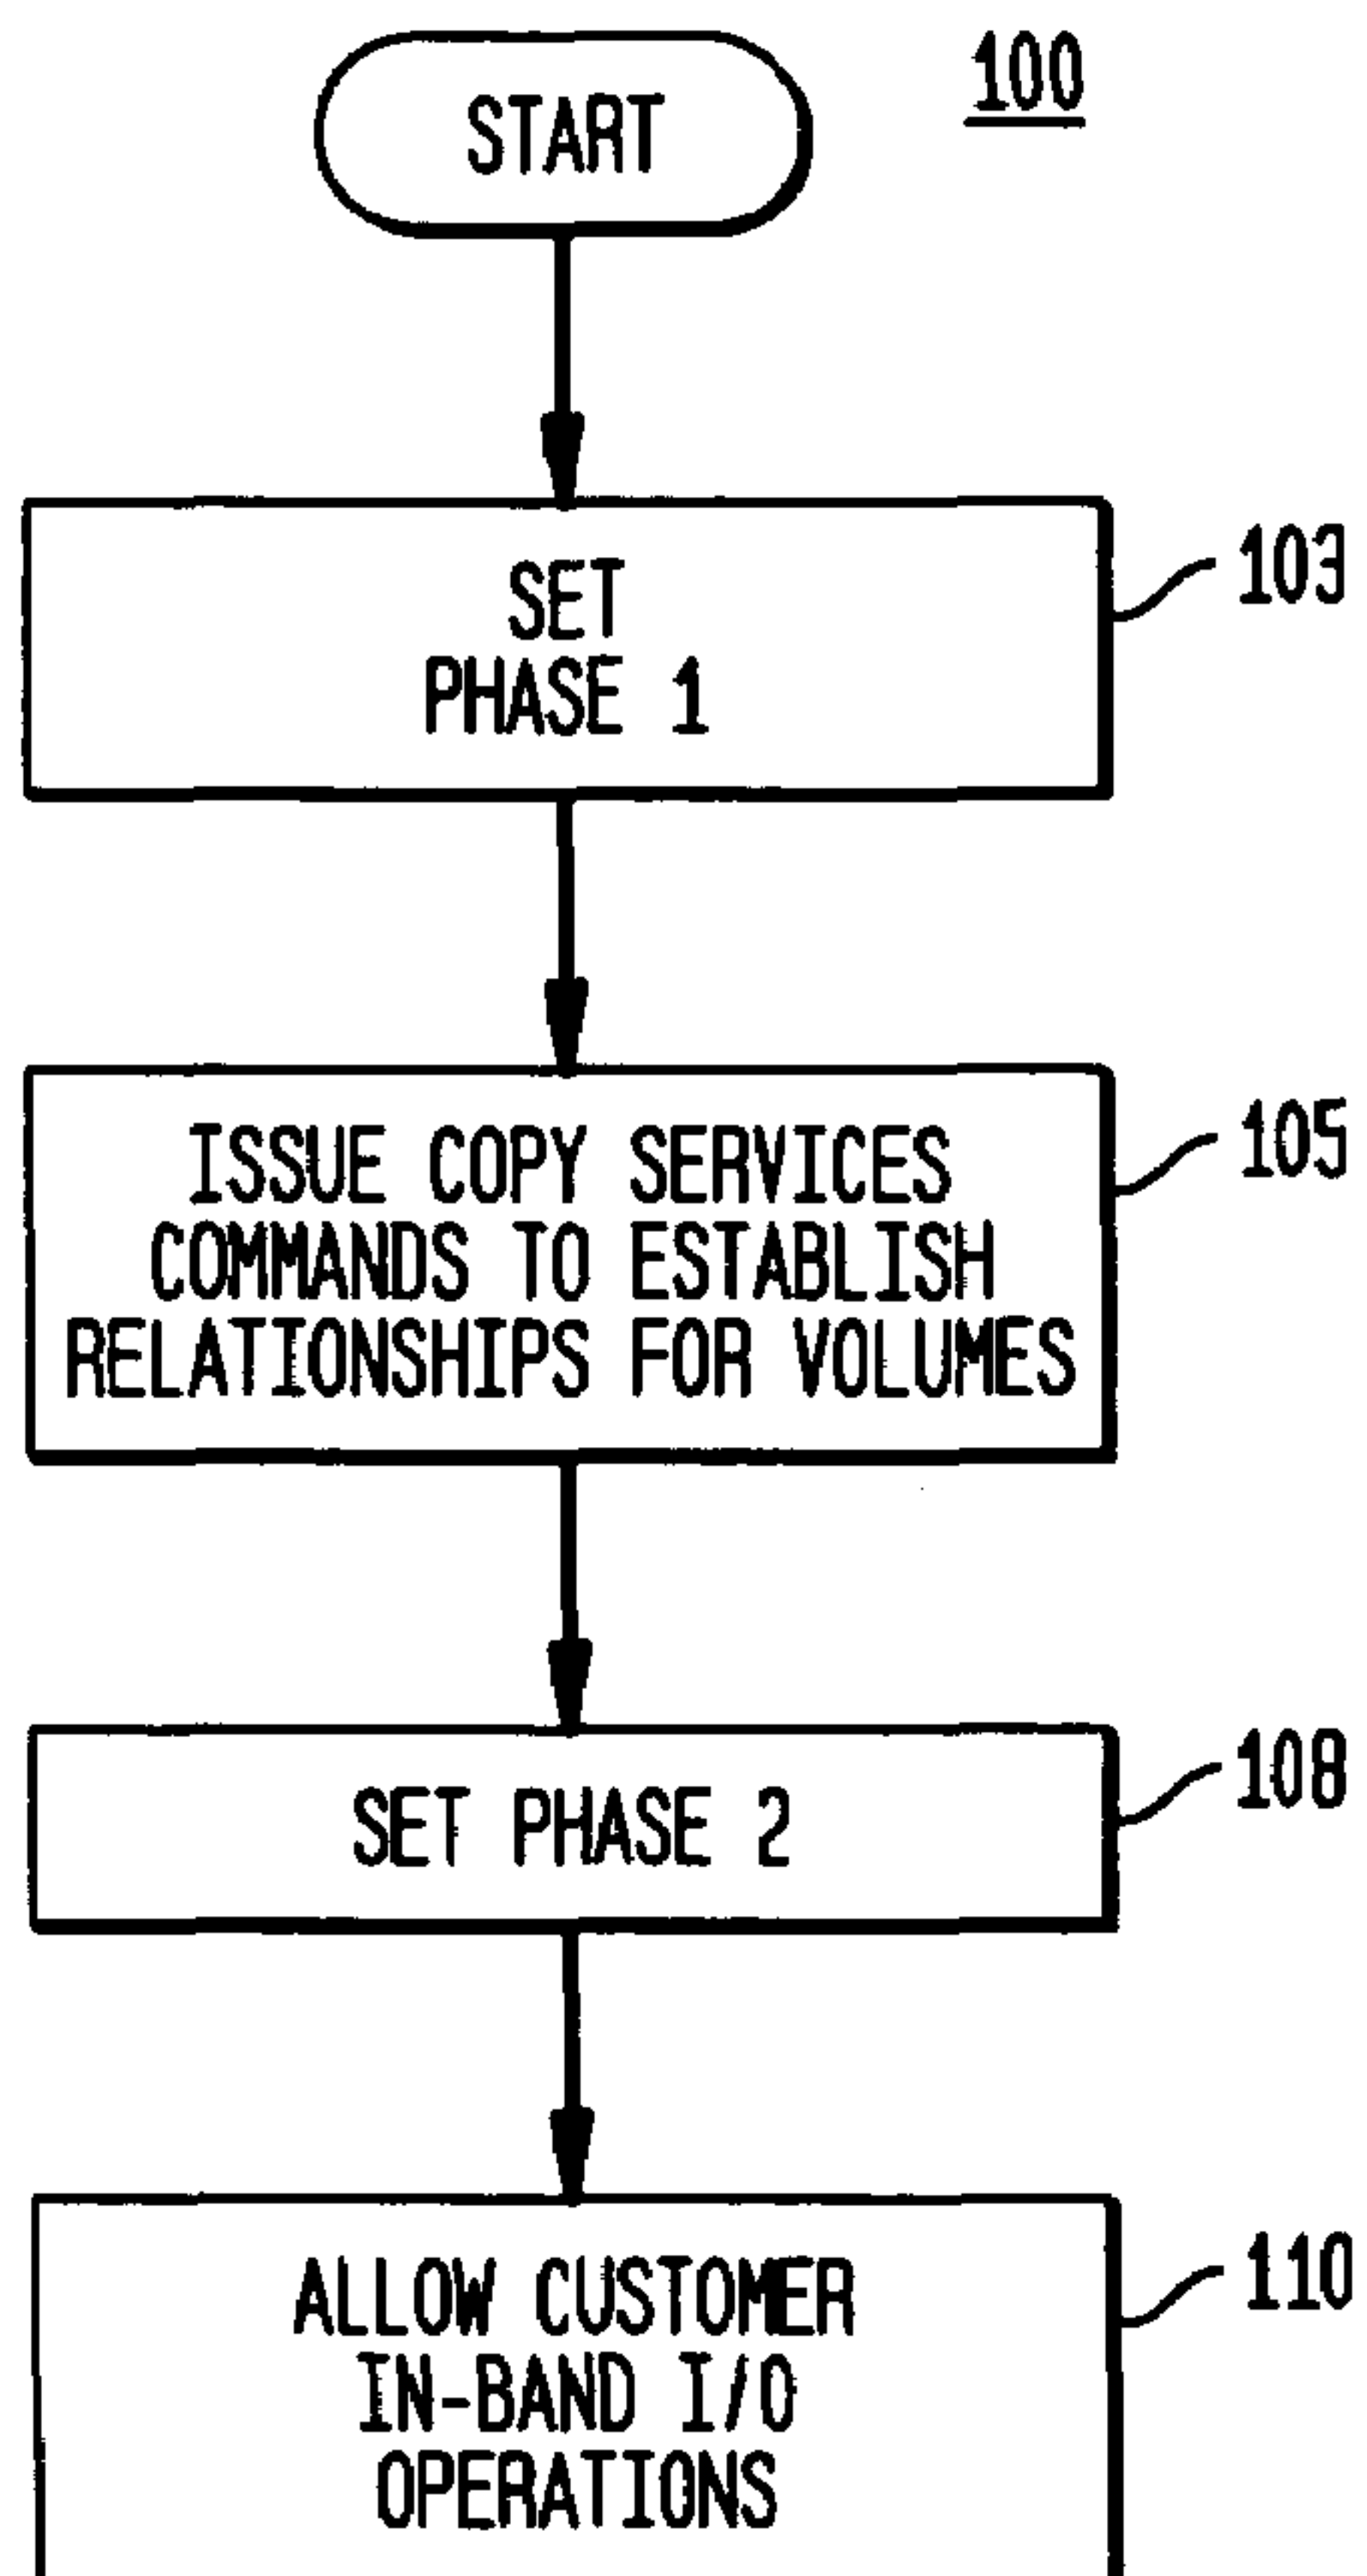 START
100
SET
PHASE 1
103
ISSUE COPY SERVICES
COMMANDS TO ESTABLISH
RELATIONSHIPS FOR VOLUMES
105
SET PHASE 2
108
ALLOW CUSTOMER
IN-BAND I/O
OPERATIONS
110